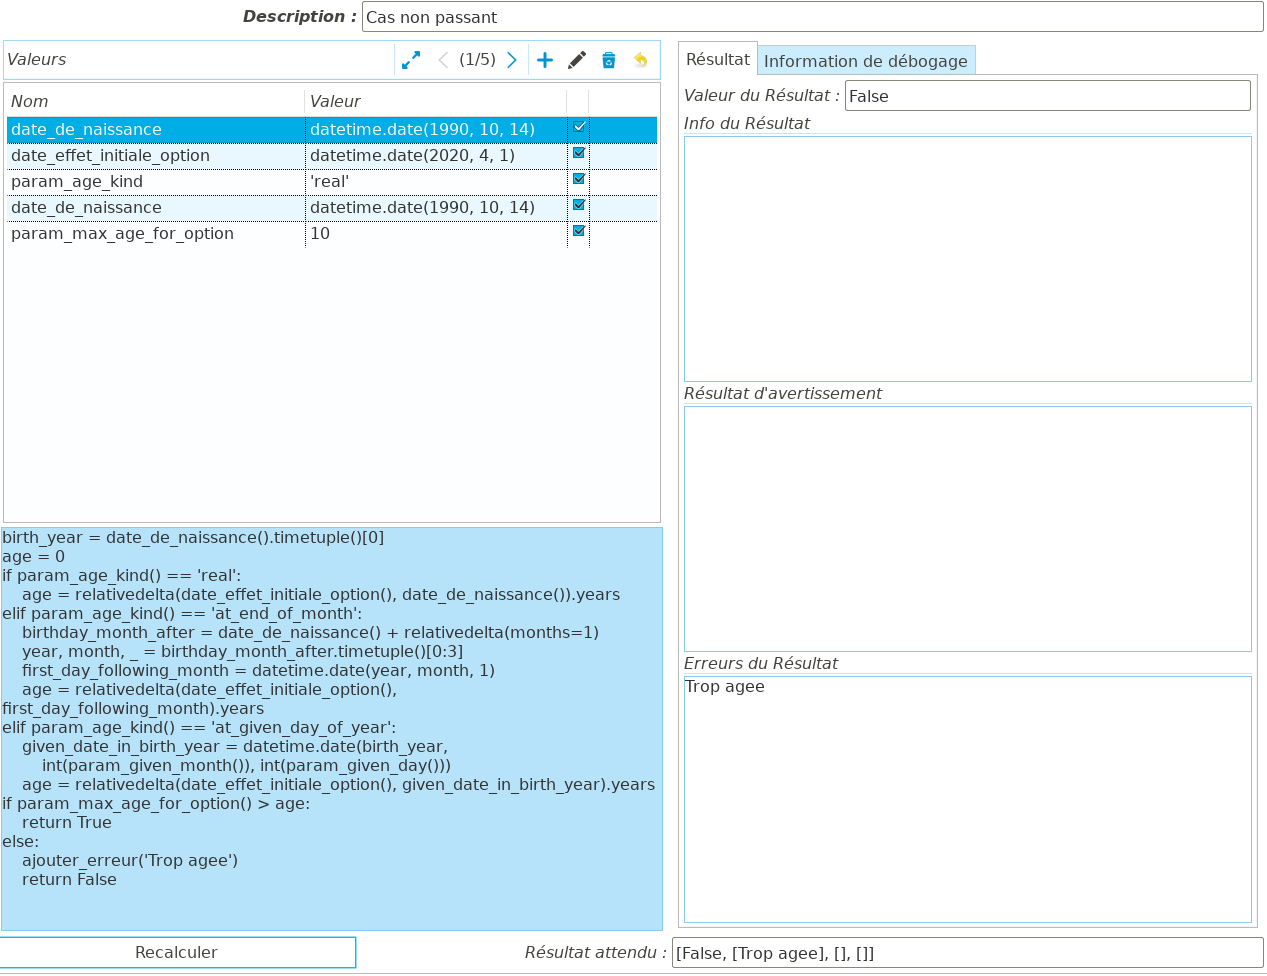 Description : Cas non passant
Valeurs (1/5)
Nom Valeur
date_de_naissance datetime.date(1990, 10, 14)
date_effet_initiale_option datetime.date(2020, 4, 1)
param_age_kind 'real'
date_de_naissance datetime.date(1990, 10, 14)
param_max_age_for_option 10
birth_year = date_de_naissance().timetuple()[0]
age = 0
if param_age_kind() == 'real':
    age = relativedelta(date_effet_initiale_option(), date_de_naissance()).years
elif param_age_kind() == 'at_end_of_month':
    birthday_month_after = date_de_naissance() + relativedelta(months=1)
    year, month, _ = birthday_month_after.timetuple()[0:3]
    first_day_following_month = datetime.date(year, month, 1)
    age = relativedelta(date_effet_initiale_option(),
first_day_following_month).years
elif param_age_kind() == 'at_given_day_of_year':
    given_date_in_birth_year = datetime.date(birth_year,
        int(param_given_month()), int(param_given_day()))
    age = relativedelta(date_effet_initiale_option(), given_date_in_birth_year).years
if param_max_age_for_option() > age:
    return True
else:
    ajouter_erreur('Trop agee')
    return False
Recalculer
Résultat Information de débogage
Valeur du Résultat : False
Info du Résultat
Résultat d'avertissement
Erreurs du Résultat
Trop agee
Résultat attendu : [False, [Trop agee], [], []]